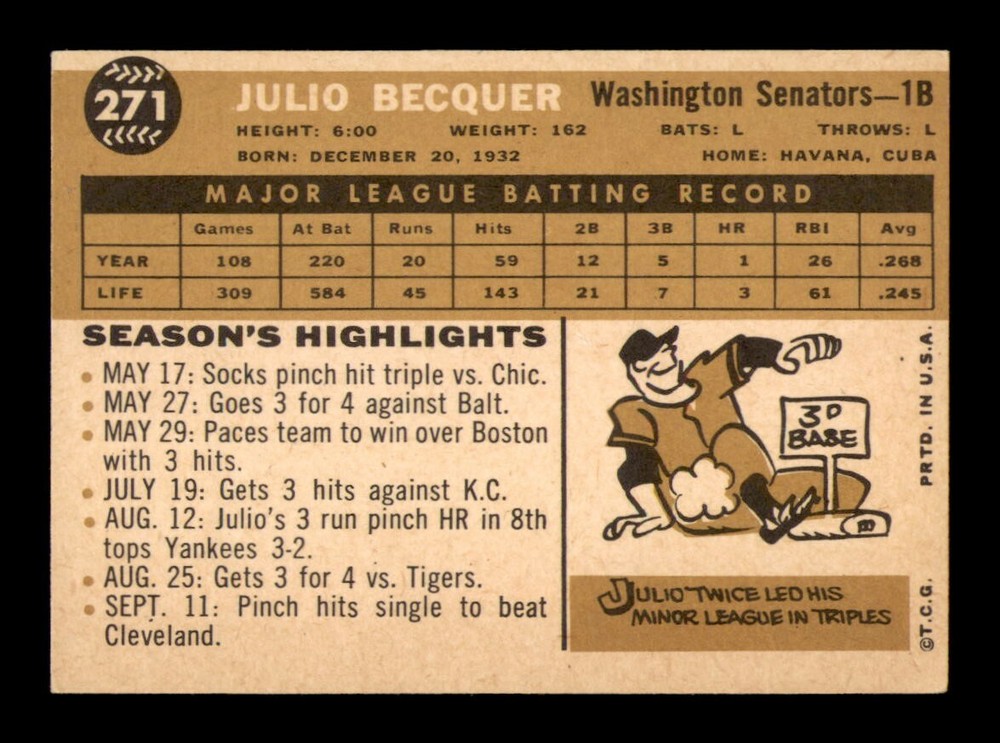 271
JULIO BECQUER Washington Senators—1B
HEIGHT: 6:00 WEIGHT: 162 BATS: L THROWS: L
BORN: DECEMBER 20, 1932 HOME: HAVANA, CUBA
MAJOR LEAGUE BATTING RECORD
Games At Bat Runs Hits 2B 3B HR RBI Avg
YEAR 108 220 20 59 12 5 1 26 .268
LIFE 309 584 45 143 21 7 3 61 .245
SEASON'S HIGHLIGHTS
• MAY 17: Socks pinch hit triple vs. Chic.
• MAY 27: Goes 3 for 4 against Balt.
• MAY 29: Paces team to win over Boston
with 3 hits.
• JULY 19: Gets 3 hits against K.C.
• AUG. 12: Julio's 3 run pinch HR in 8th
tops Yankees 3-2.
• AUG. 25: Gets 3 for 4 vs. Tigers.
• SEPT. 11: Pinch hits single to beat
Cleveland.
3D
BASE
JULIO TWICE LED HIS
MINOR LEAGUE IN TRIPLES
©T.C.G. PRTD. IN U.S.A.